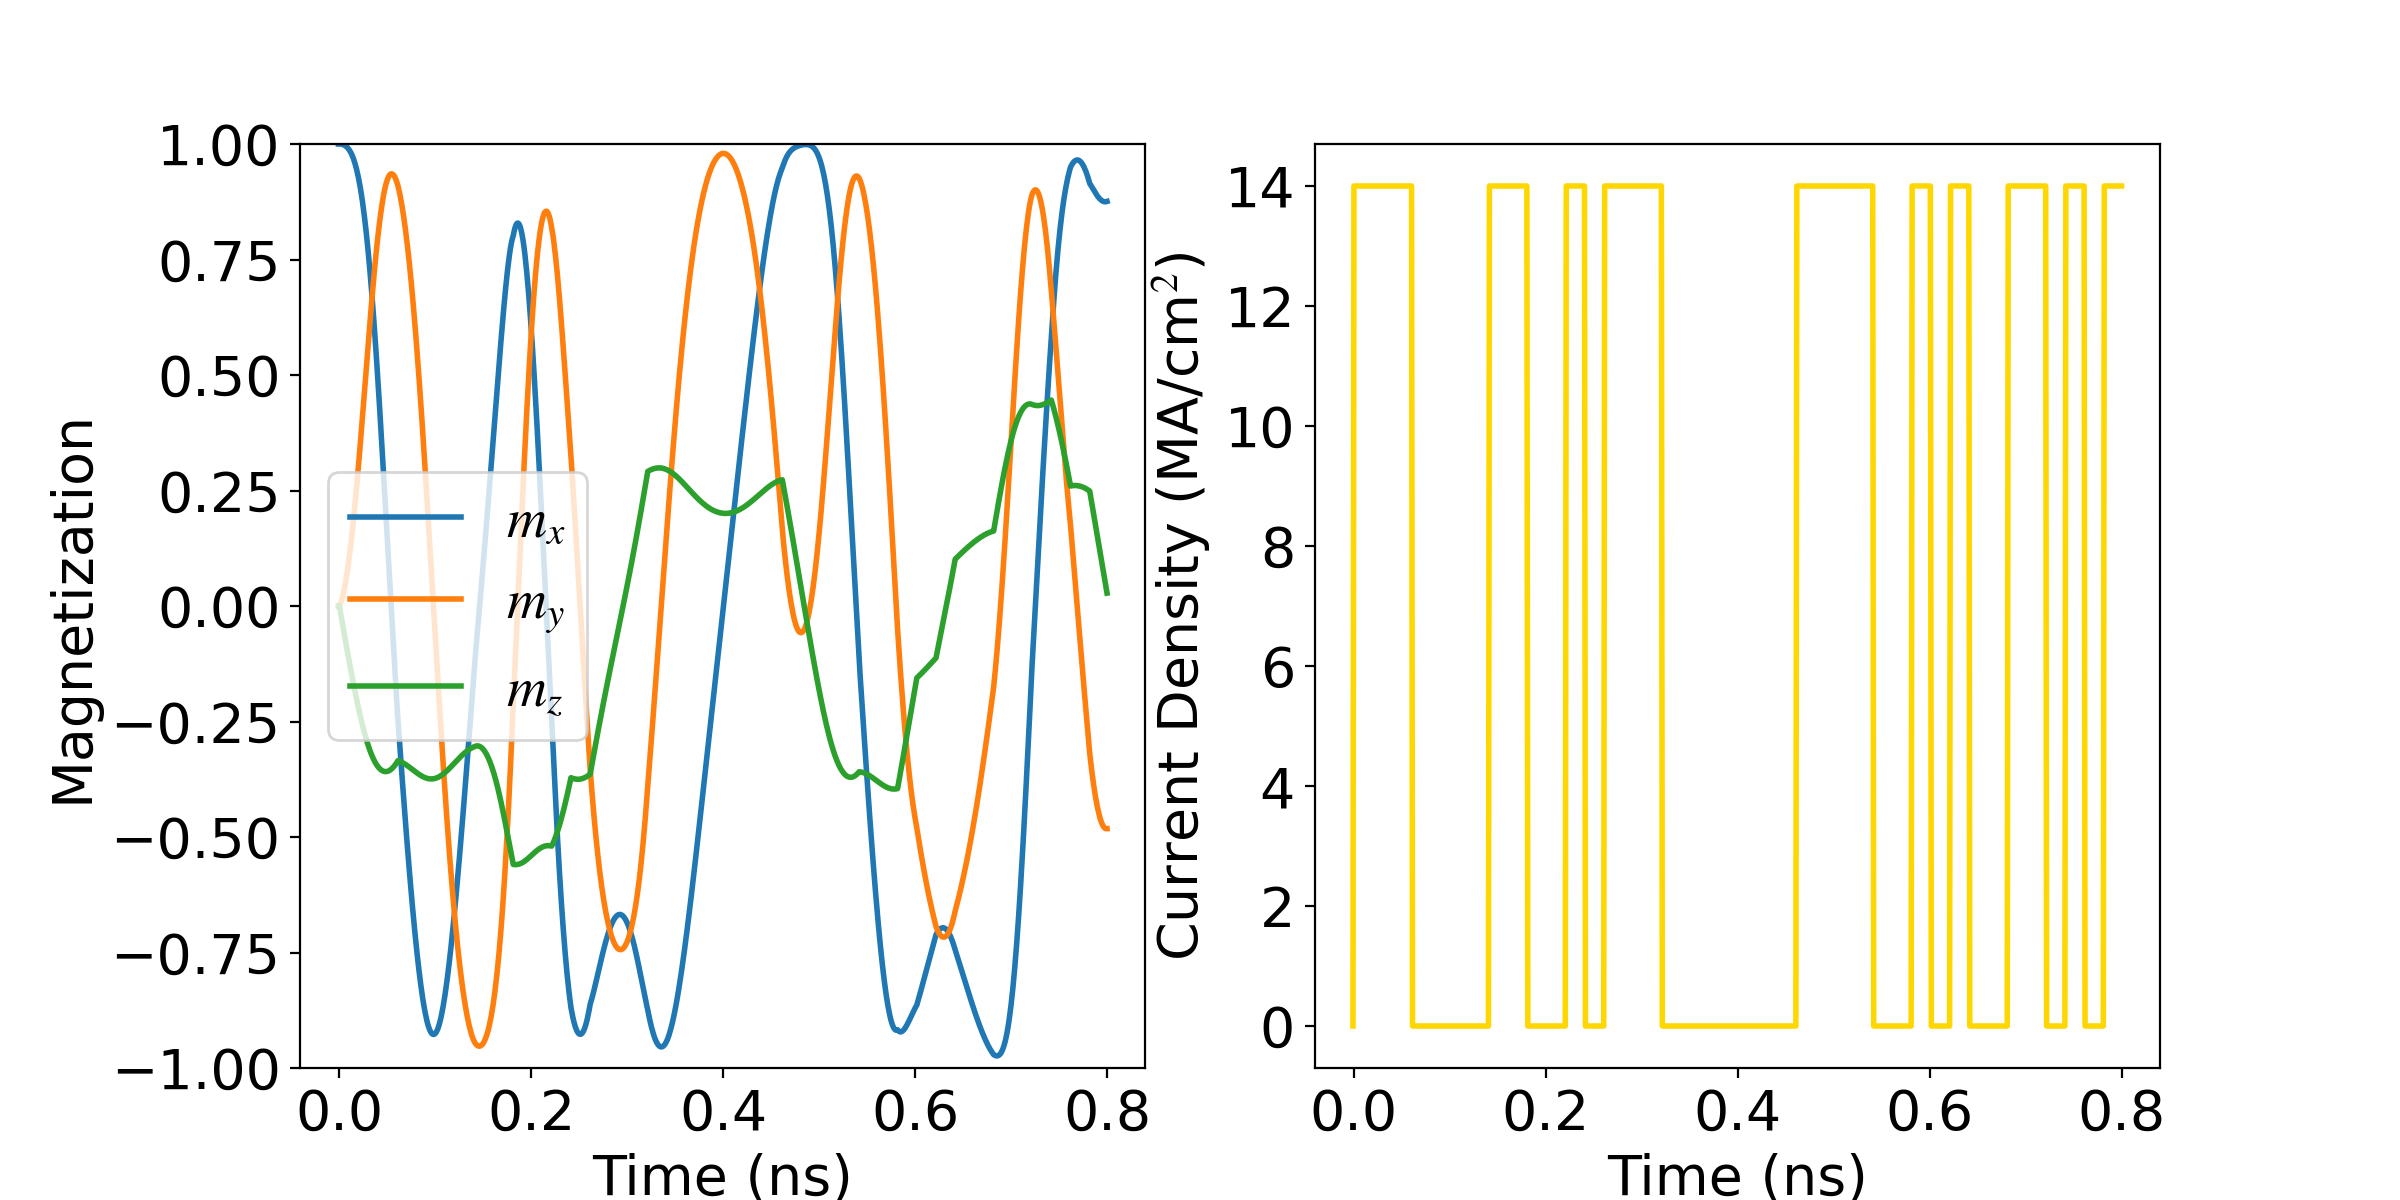 Magnetization
1.00
0.75
0.50
0.25
0.00
−0.25
−0.50
−0.75
−1.00
m_x
m_y
m_z
0.0 0.2 0.4 0.6 0.8
Time (ns)
Current Density (MA/cm²)
14
12
10
8
6
4
2
0
0.0 0.2 0.4 0.6 0.8
Time (ns)